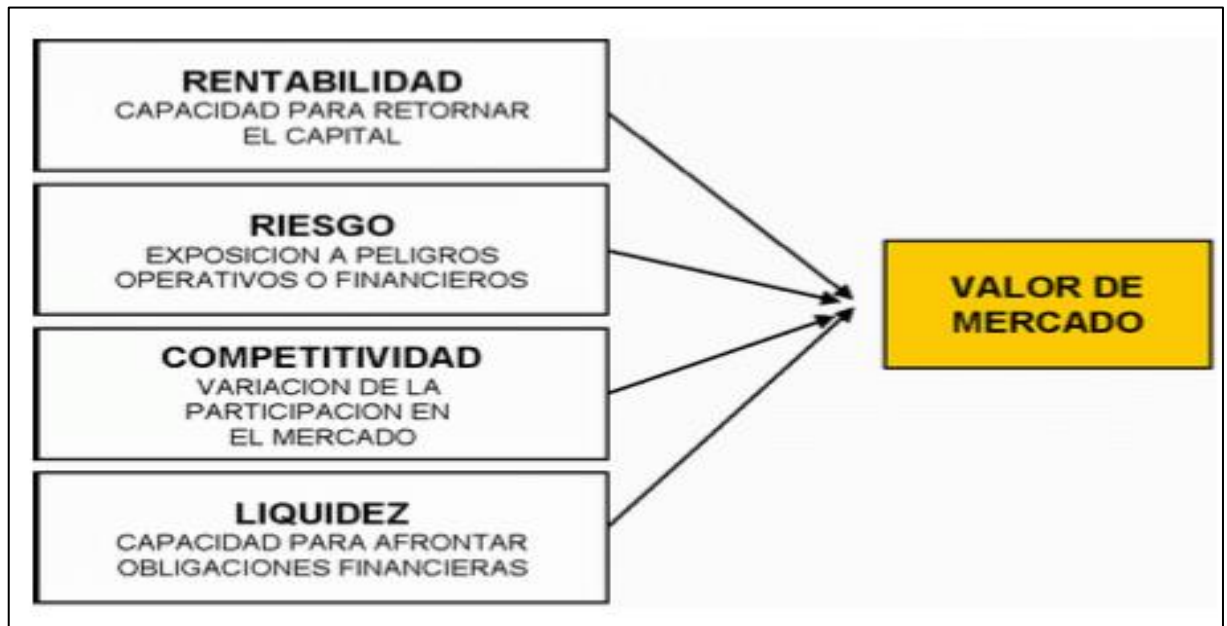 RENTABILIDAD
CAPACIDAD PARA RETORNAR
EL CAPITAL
RIESGO
EXPOSICION A PELIGROS
OPERATIVOS O FINANCIEROS
COMPETITIVIDAD
VARIACION DE LA
PARTICIPACION EN
EL MERCADO
LIQUIDEZ
CAPACIDAD PARA AFRONTAR
OBLIGACIONES FINANCIERAS
VALOR DE
MERCADO